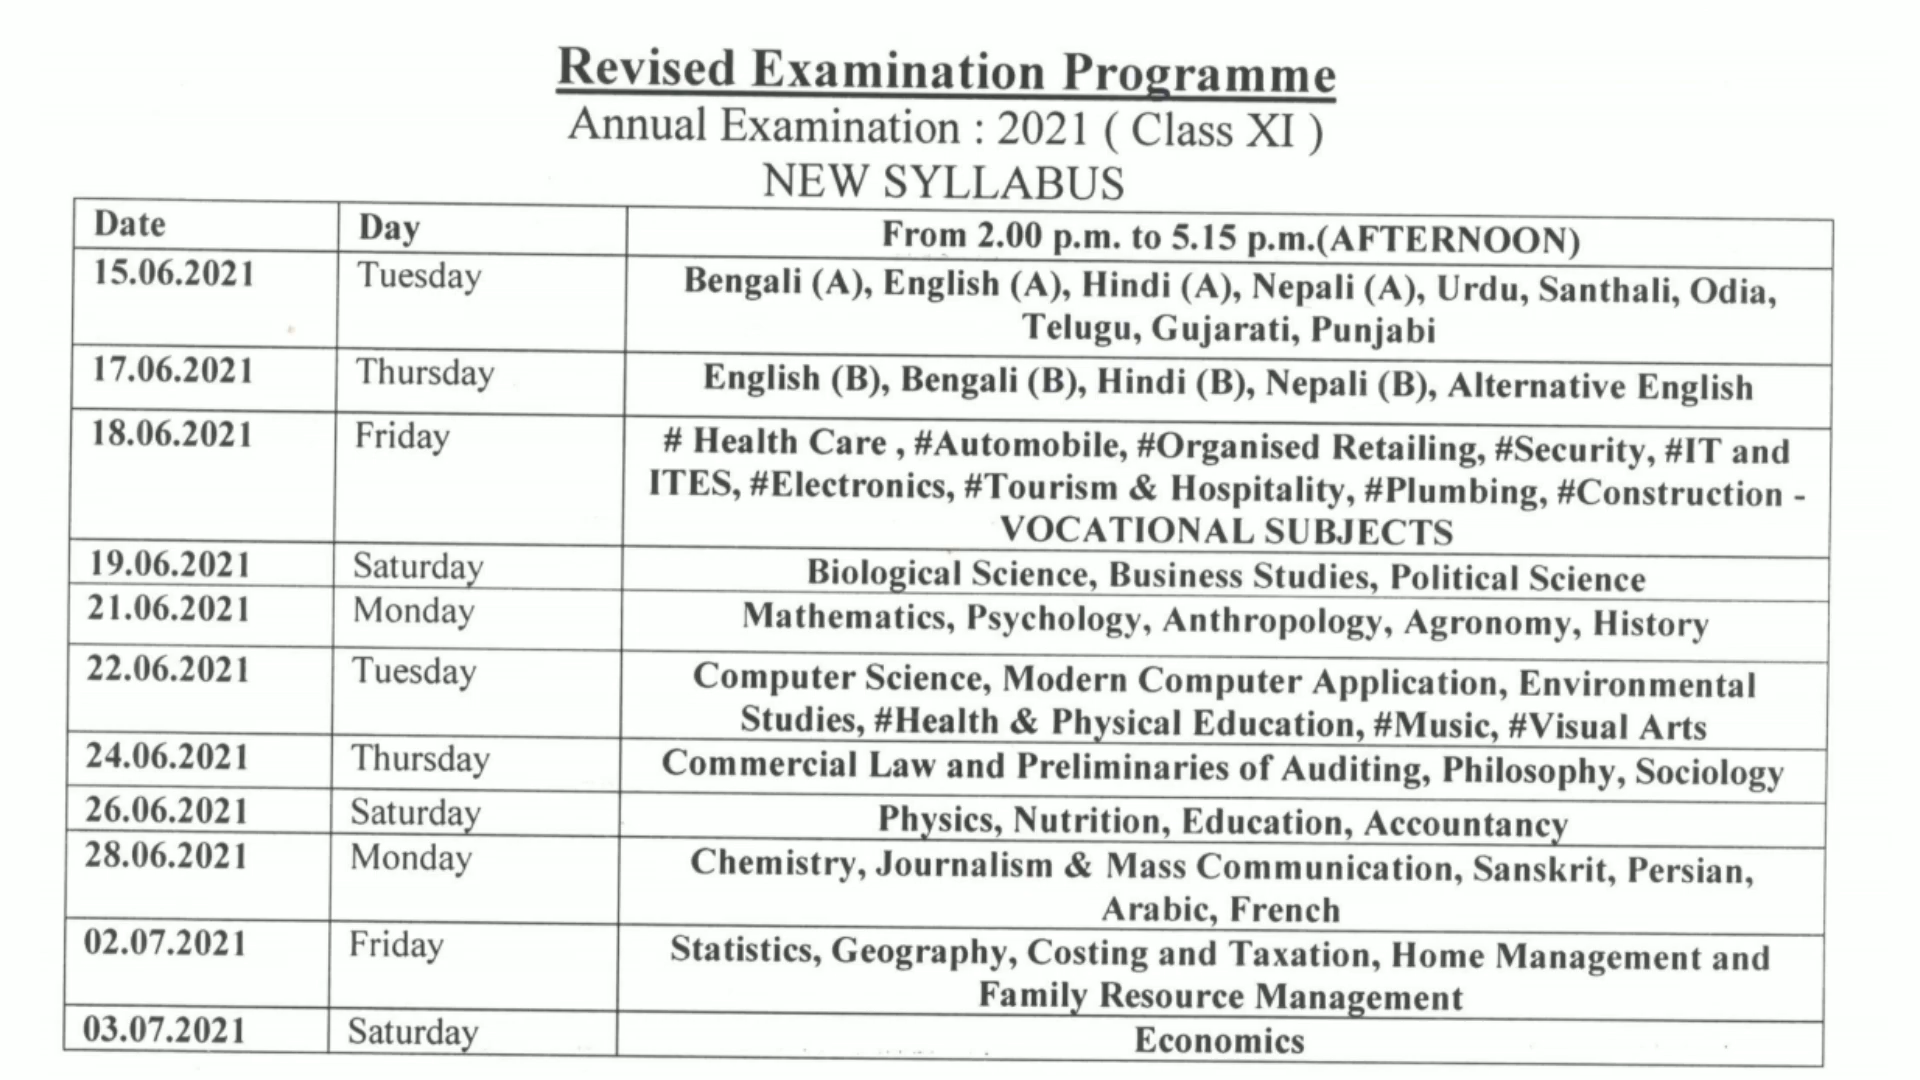 Revised Examination Programme
Annual Examination : 2021 ( Class XI )
NEW SYLLABUS
Date Day From 2.00 p.m. to 5.15 p.m.(AFTERNOON)
15.06.2021 Tuesday Bengali (A), English (A), Hindi (A), Nepali (A), Urdu, Santhali, Odia,
Telugu, Gujarati, Punjabi
17.06.2021 Thursday English (B), Bengali (B), Hindi (B), Nepali (B), Alternative English
18.06.2021 Friday # Health Care , #Automobile, #Organised Retailing, #Security, #IT and
ITES, #Electronics, #Tourism & Hospitality, #Plumbing, #Construction -
VOCATIONAL SUBJECTS
19.06.2021 Saturday Biological Science, Business Studies, Political Science
21.06.2021 Monday Mathematics, Psychology, Anthropology, Agronomy, History
22.06.2021 Tuesday Computer Science, Modern Computer Application, Environmental
Studies, #Health & Physical Education, #Music, #Visual Arts
24.06.2021 Thursday Commercial Law and Preliminaries of Auditing, Philosophy, Sociology
26.06.2021 Saturday Physics, Nutrition, Education, Accountancy
28.06.2021 Monday Chemistry, Journalism & Mass Communication, Sanskrit, Persian,
Arabic, French
02.07.2021 Friday Statistics, Geography, Costing and Taxation, Home Management and
Family Resource Management
03.07.2021 Saturday Economics